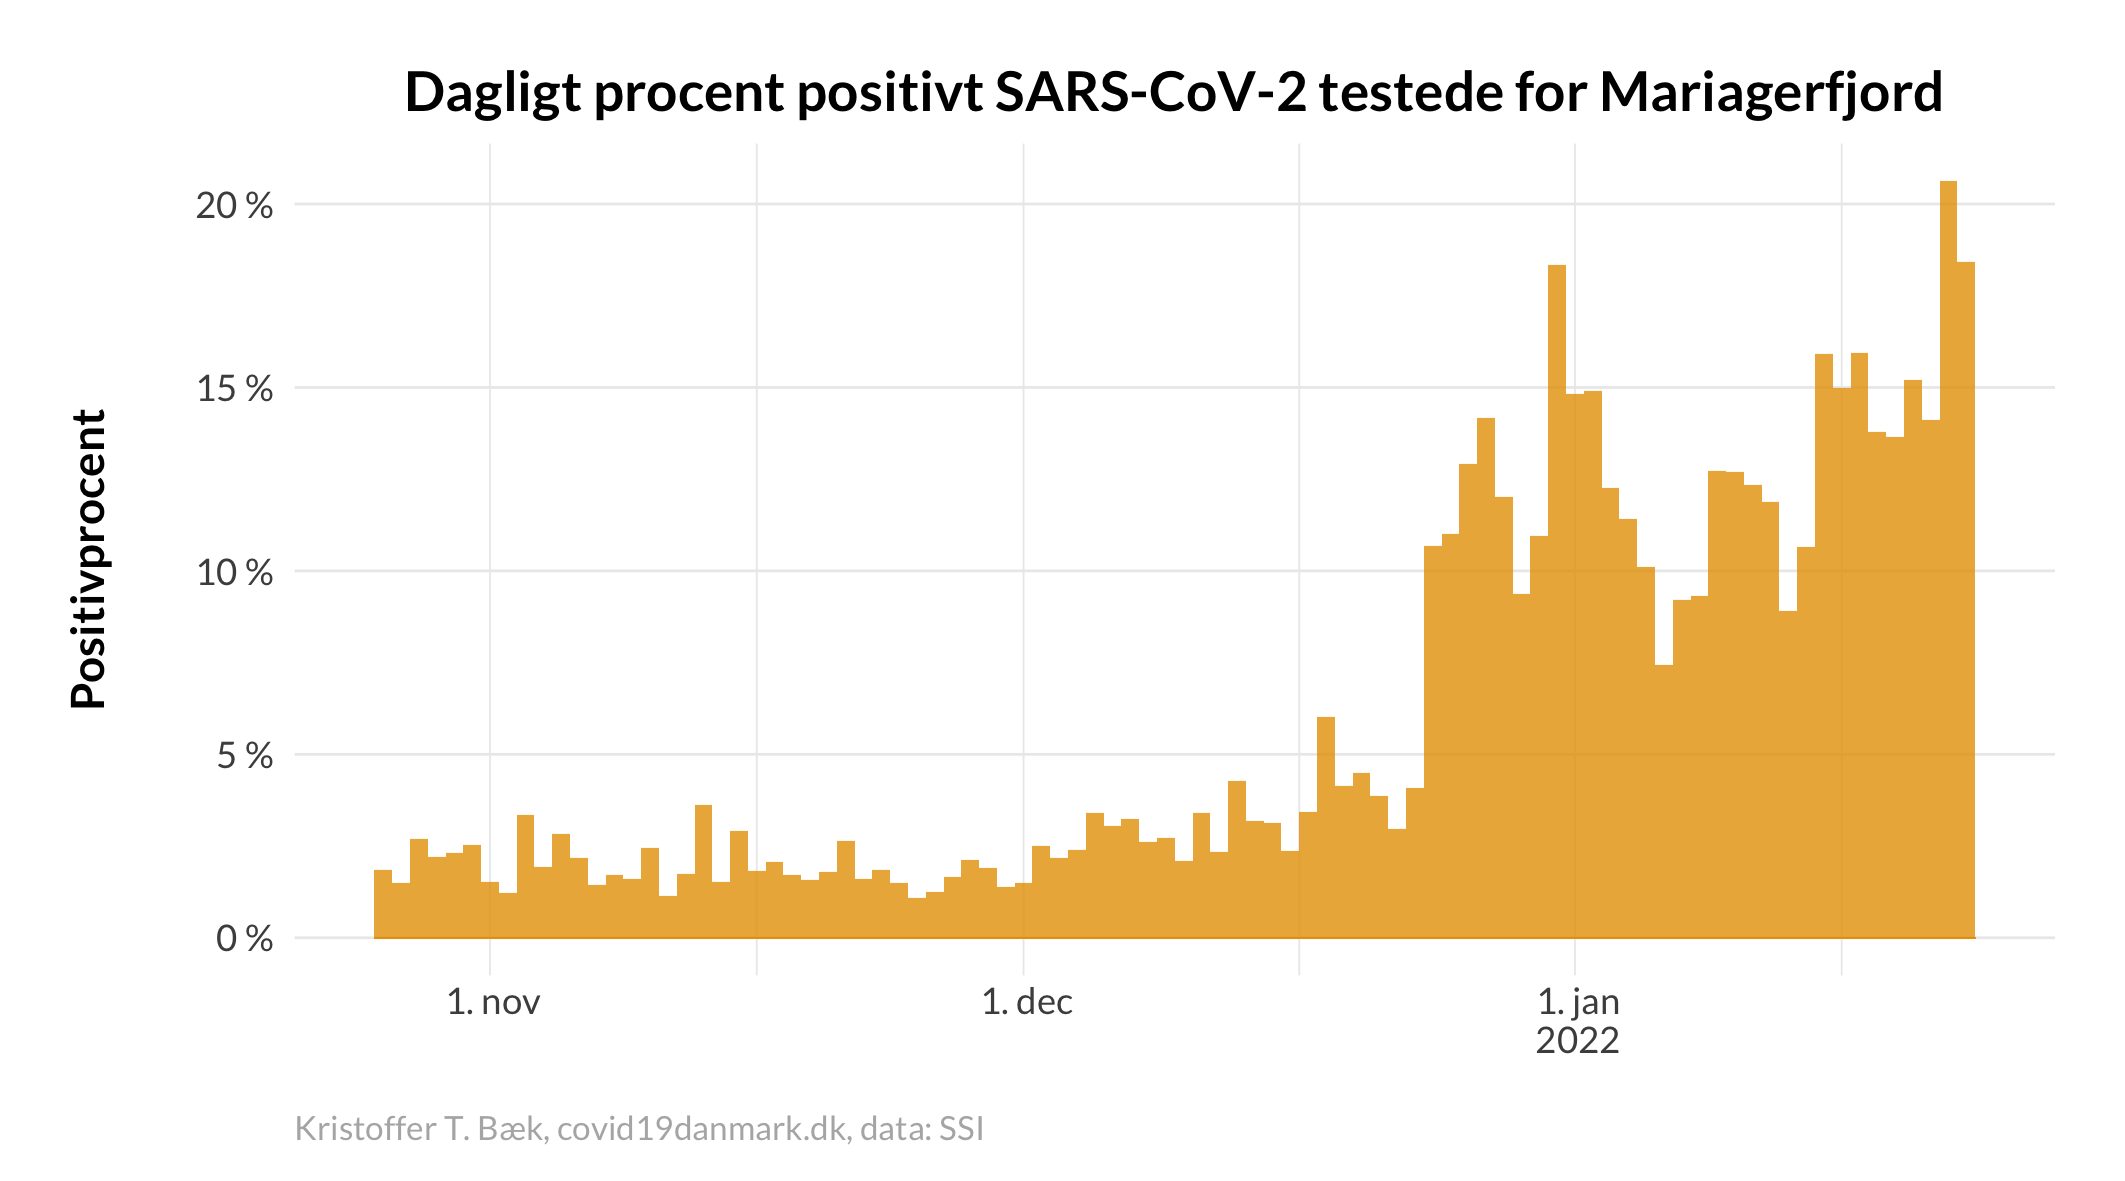 Dagligt procent positivt SARS-CoV-2 testede for Mariagerfjord
Positivprocent
20 %
15 %
10 %
5 %
0 %
1. nov
1. dec
1. jan
2022
Kristoffer T. Bæk, covid19danmark.dk, data: SSI